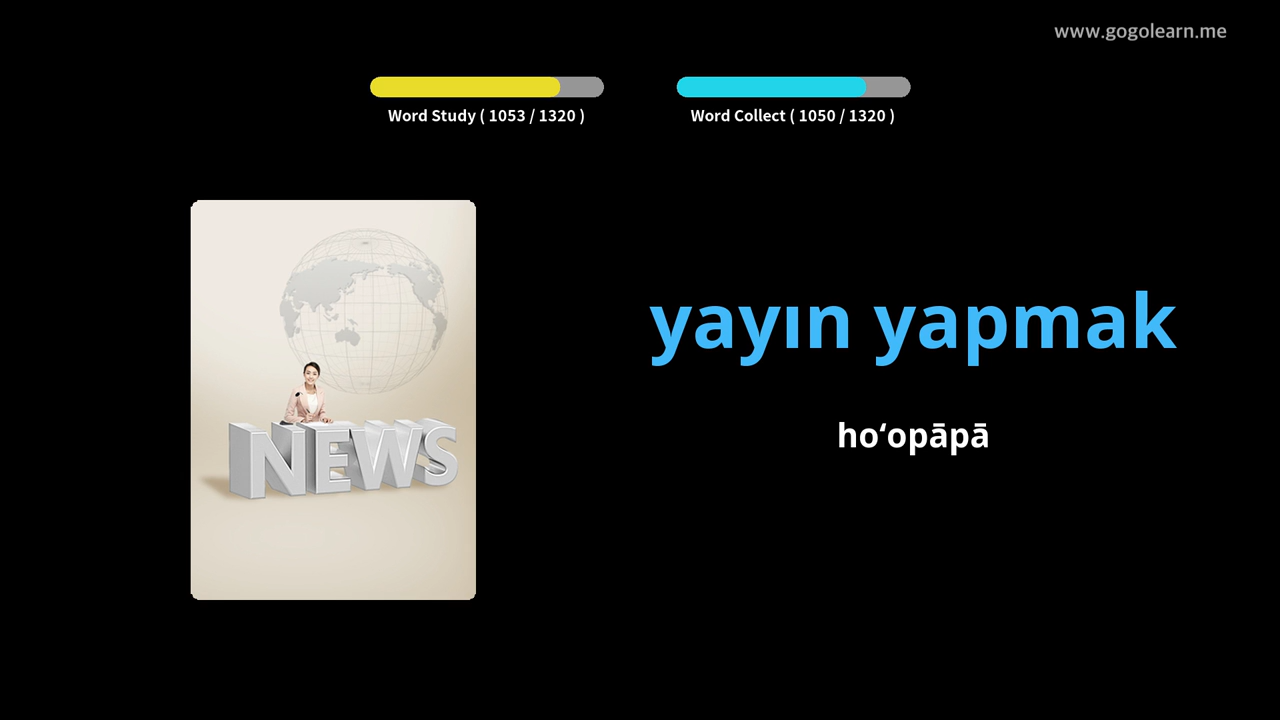 www.gogolearn.me
Word Study ( 1053 / 1320 )
Word Collect ( 1050 / 1320 )
NEWS
yayın yapmak
hoʻopāpā